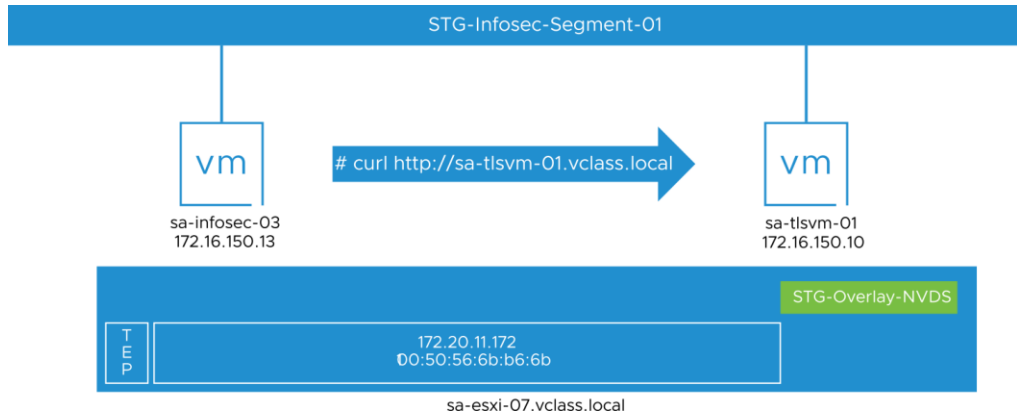 STG-Infosec-Segment-01
vm
# curl http://sa-tlsvm-01.vclass.local
vm
sa-infosec-03
172.16.150.13
sa-tlsvm-01
172.16.150.10
STG-Overlay-NVDS
TEP
172.20.11.172
00:50:56:6b:b6:6b
sa-esxi-07.vclass.local